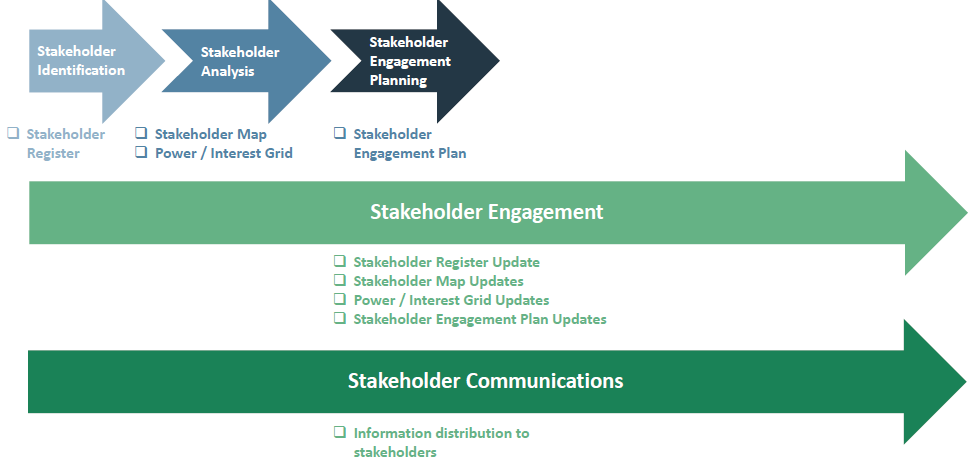 Stakeholder
Identification
Stakeholder
Analysis
Stakeholder
Engagement
Planning
❑ Stakeholder
Register
❑ Stakeholder Map
❑ Power / Interest Grid
❑ Stakeholder
Engagement Plan
Stakeholder Engagement
❑ Stakeholder Register Update
❑ Stakeholder Map Updates
❑ Power / Interest Grid Updates
❑ Stakeholder Engagement Plan Updates
Stakeholder Communications
❑ Information distribution to
stakeholders